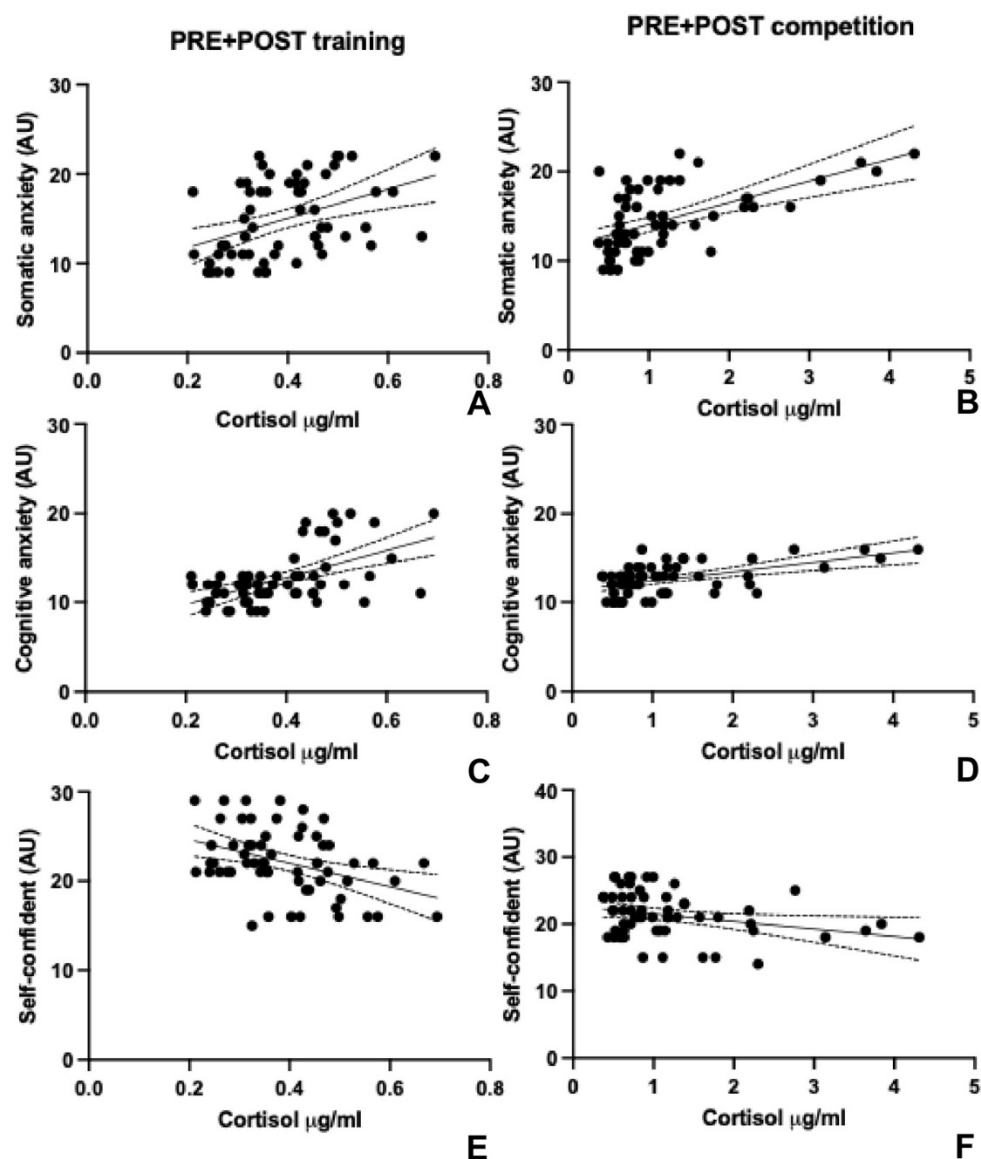 PRE+POST training
PRE+POST competition
Somatic anxiety (AU)
30
20
10
0
0.0 0.2 0.4 0.6 0.8
Cortisol μg/ml
A
Somatic anxiety (AU)
30
20
10
0
0 1 2 3 4 5
Cortisol μg/ml
B
Cognitive anxiety (AU)
30
20
10
0
0.0 0.2 0.4 0.6 0.8
Cortisol μg/ml
C
Cognitive anxiety (AU)
30
20
10
0
0 1 2 3 4 5
Cortisol μg/ml
D
Self-confident (AU)
30
20
10
0
0.0 0.2 0.4 0.6 0.8
Cortisol μg/ml
E
Self-confident (AU)
40
30
20
10
0
0 1 2 3 4 5
Cortisol μg/ml
F